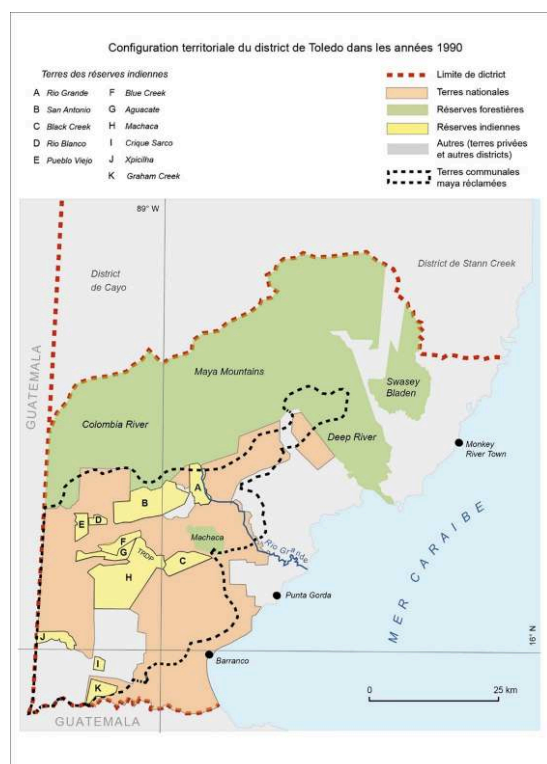 Configuration territoriale du district de Toledo dans les années 1990
Terres des réserves indiennes
A Rio Grande
B San Antonio
C Black Creek
D Rio Blanco
E Pueblo Viejo
F Blue Creek
G Aguacate
H Machaca
I Crique Sarco
J Xpicilha
K Graham Creek
Limite de district
Terres nationales
Réserves forestières
Réserves indiennes
Autres (terres privées
et autres districts)
Terres communales
maya réclamées
89° W
District
de Cayo
District de Stann Creek
GUATEMALA
Maya Mountains
Swasey
Bladen
Colombia River
Deep River
Monkey
River Town
A
B
E
D
F
G
TRDP
C
H
Machaca
Rio Grande
MER CARAIBE
Punta Gorda
J
16° N
I
Barranco
K
0 25 km
GUATEMALA